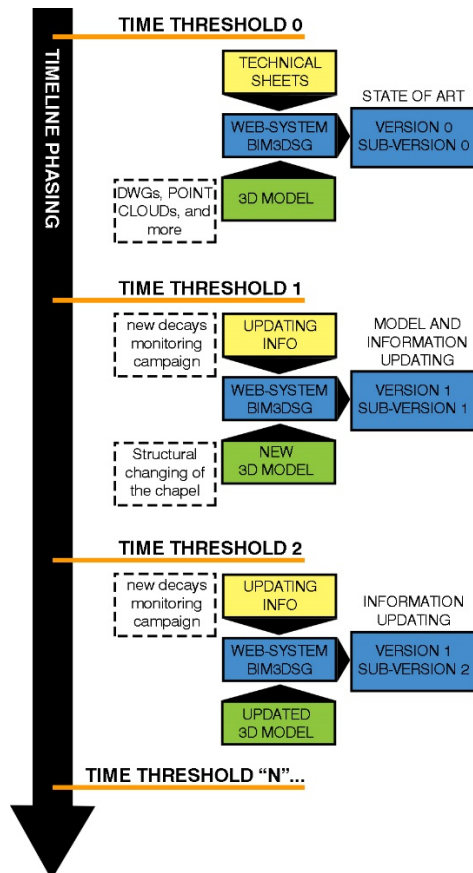 TIMELINE PHASING
TIME THRESHOLD 0
TECHNICAL
SHEETS
STATE OF ART
WEB-SYSTEM
BIM3DSG
VERSION 0
SUB-VERSION 0
DWGs, POINT
CLOUDs, and
more
3D MODEL
TIME THRESHOLD 1
new decays
monitoring
campaign
UPDATING
INFO
MODEL AND
INFORMATION
UPDATING
WEB-SYSTEM
BIM3DSG
VERSION 1
SUB-VERSION 1
Structural
changing of
the chapel
NEW
3D MODEL
TIME THRESHOLD 2
new decays
monitoring
campaign
UPDATING
INFO
INFORMATION
UPDATING
WEB-SYSTEM
BIM3DSG
VERSION 1
SUB-VERSION 2
UPDATED
3D MODEL
TIME THRESHOLD “N”...